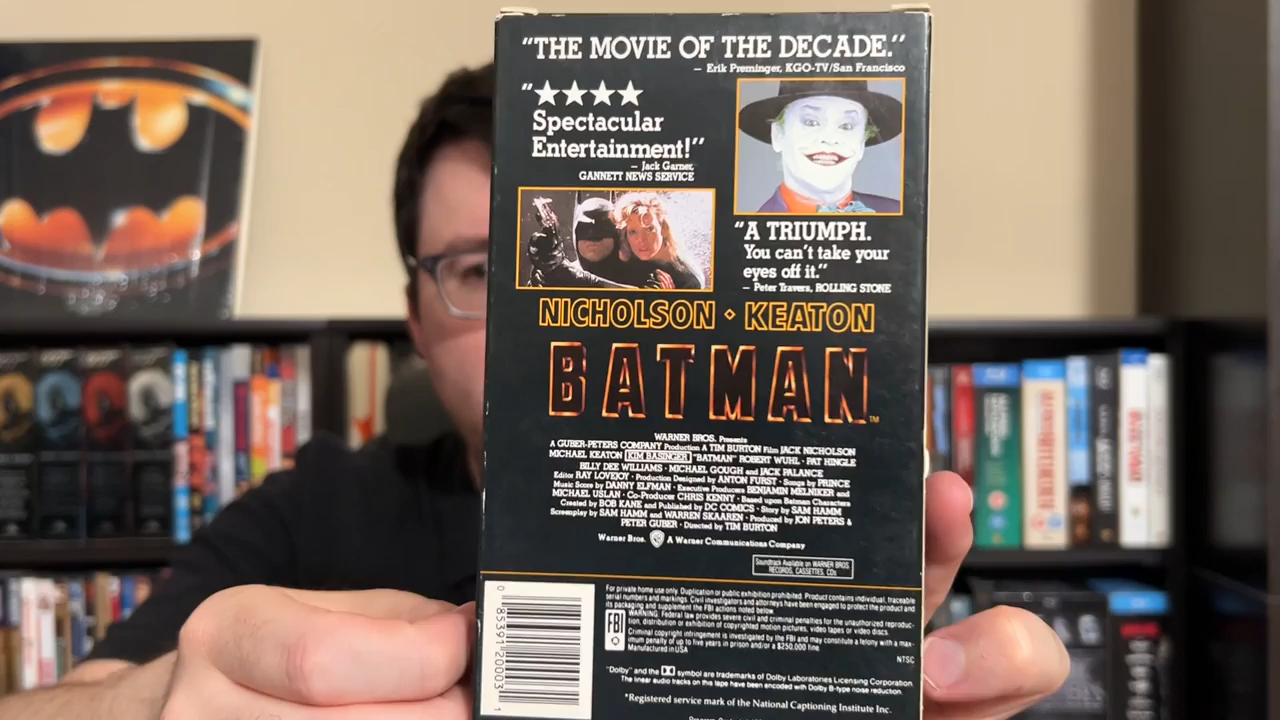 "THE MOVIE OF THE DECADE."
— Erik Preminger, KGO-TV/San Francisco
"★★★★
Spectacular
Entertainment!"
— Jack Garner,
GANNETT NEWS SERVICE
"A TRIUMPH.
You can't take your
eyes off it."
— Peter Travers, ROLLING STONE
NICHOLSON · KEATON
BATMAN™
WARNER BROS. Presents
A GUBER-PETERS COMPANY Production A TIM BURTON Film JACK NICHOLSON
MICHAEL KEATON KIM BASINGER "BATMAN" ROBERT WUHL · PAT HINGLE
BILLY DEE WILLIAMS · MICHAEL GOUGH and JACK PALANCE
Editor RAY LOVEJOY · Production Designed by ANTON FURST · Songs by PRINCE
Music Score by DANNY ELFMAN · Executive Producers BENJAMIN MELNIKER and
MICHAEL USLAN · Co-Producer CHRIS KENNY · Based upon Batman Characters
Created by BOB KANE and Published by DC COMICS · Story by SAM HAMM
Screenplay by SAM HAMM and WARREN SKAAREN · Produced by JON PETERS &
PETER GUBER · Directed by TIM BURTON
Warner Bros. A Warner Communications Company
Soundtrack Available on WARNER BROS.
RECORDS, CASSETTES, CDs
For private home use only. Duplication or public exhibition prohibited. Product contains individual, traceable
serial numbers and markings. Civil investigators and attorneys have been engaged to protect the product and
its packaging and supplement the FBI actions noted below.
FBI
WARNING: Federal law provides severe civil and criminal penalties for the unauthorized reproduc-
tion, distribution or exhibition of copyrighted motion pictures, video tapes or video discs.
Criminal copyright infringement is investigated by the FBI and may constitute a felony with a max-
imum penalty of up to five years in prison and/or a $250,000 fine.
Manufactured in USA
NTSC
0 85391 20003 1
"Dolby" and the symbol are trademarks of Dolby Laboratories Licensing Corporation.
The linear audio tracks on this tape have been encoded with Dolby B-type noise reduction.
*Registered service mark of the National Captioning Institute Inc.